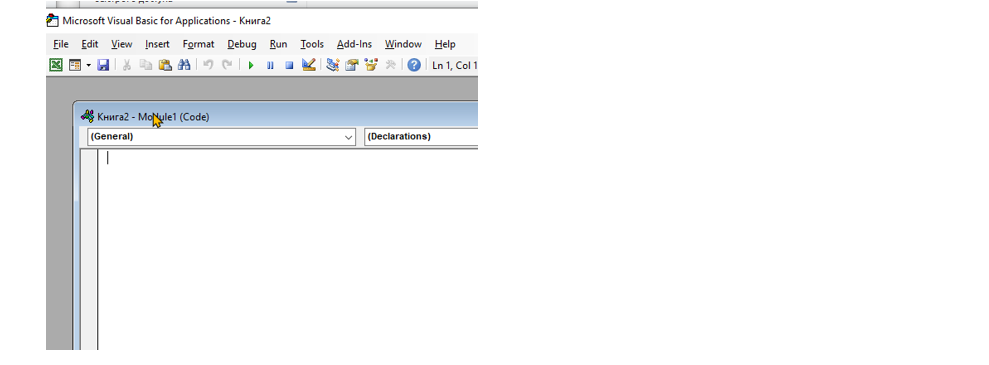 Microsoft Visual Basic for Applications - Книга2
File Edit View Insert Format Debug Run Tools Add-Ins Window Help
Ln 1, Col 1
Книга2 - Module1 (Code)
(General) (Declarations)